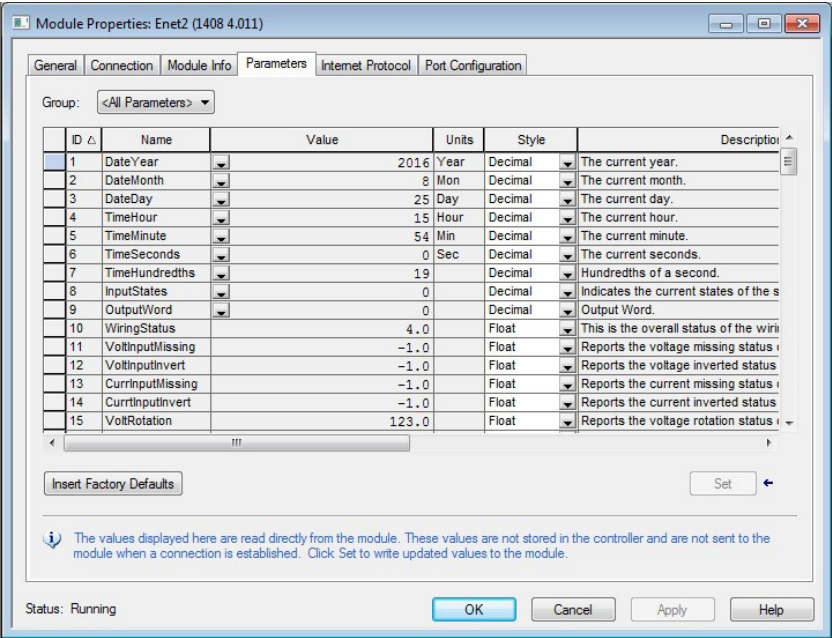 Module Properties: Enet2 (1408 4.011)
General Connection Module Info Parameters Internet Protocol Port Configuration
Group: <All Parameters>
ID Name Value Units Style Description
1 DateYear 2016 Year Decimal The current year.
2 DateMonth 8 Mon Decimal The current month.
3 DateDay 25 Day Decimal The current day.
4 TimeHour 15 Hour Decimal The current hour.
5 TimeMinute 54 Min Decimal The current minute.
6 TimeSeconds 0 Sec Decimal The current seconds.
7 TimeHundredths 19 Decimal Hundredths of a second.
8 InputStates 0 Decimal Indicates the current states of the s
9 OutputWord 0 Decimal Output Word.
10 WiringStatus 4.0 Float This is the overall status of the wiri
11 VoltInputMissing -1.0 Float Reports the voltage missing status
12 VoltInputInvert -1.0 Float Reports the voltage inverted status
13 CurrInputMissing -1.0 Float Reports the current missing status
14 CurrtInputInvert -1.0 Float Reports the current inverted status
15 VoltRotation 123.0 Float Reports the voltage rotation status
Insert Factory Defaults Set
The values displayed here are read directly from the module. These values are not stored in the controller and are not sent to the
module when a connection is established. Click Set to write updated values to the module.
Status: Running OK Cancel Apply Help